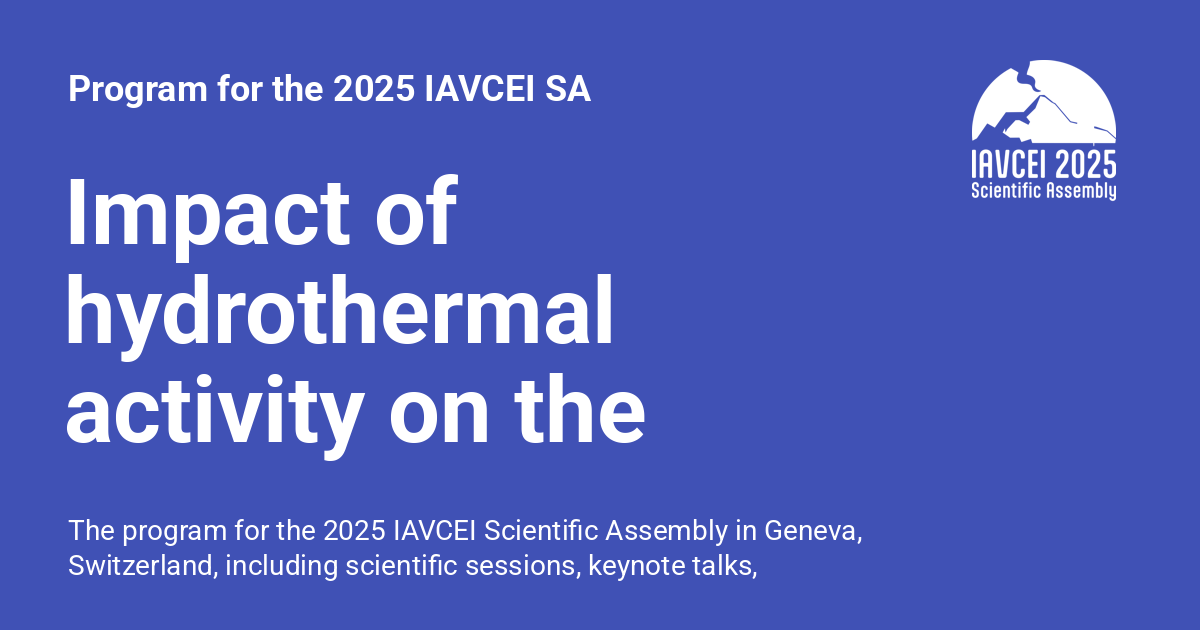 Program for the 2025 IAVCEI SA
IAVCEI 2025
Scientific Assembly
Impact of
hydrothermal
activity on the
The program for the 2025 IAVCEI Scientific Assembly in Geneva,
Switzerland, including scientific sessions, keynote talks,